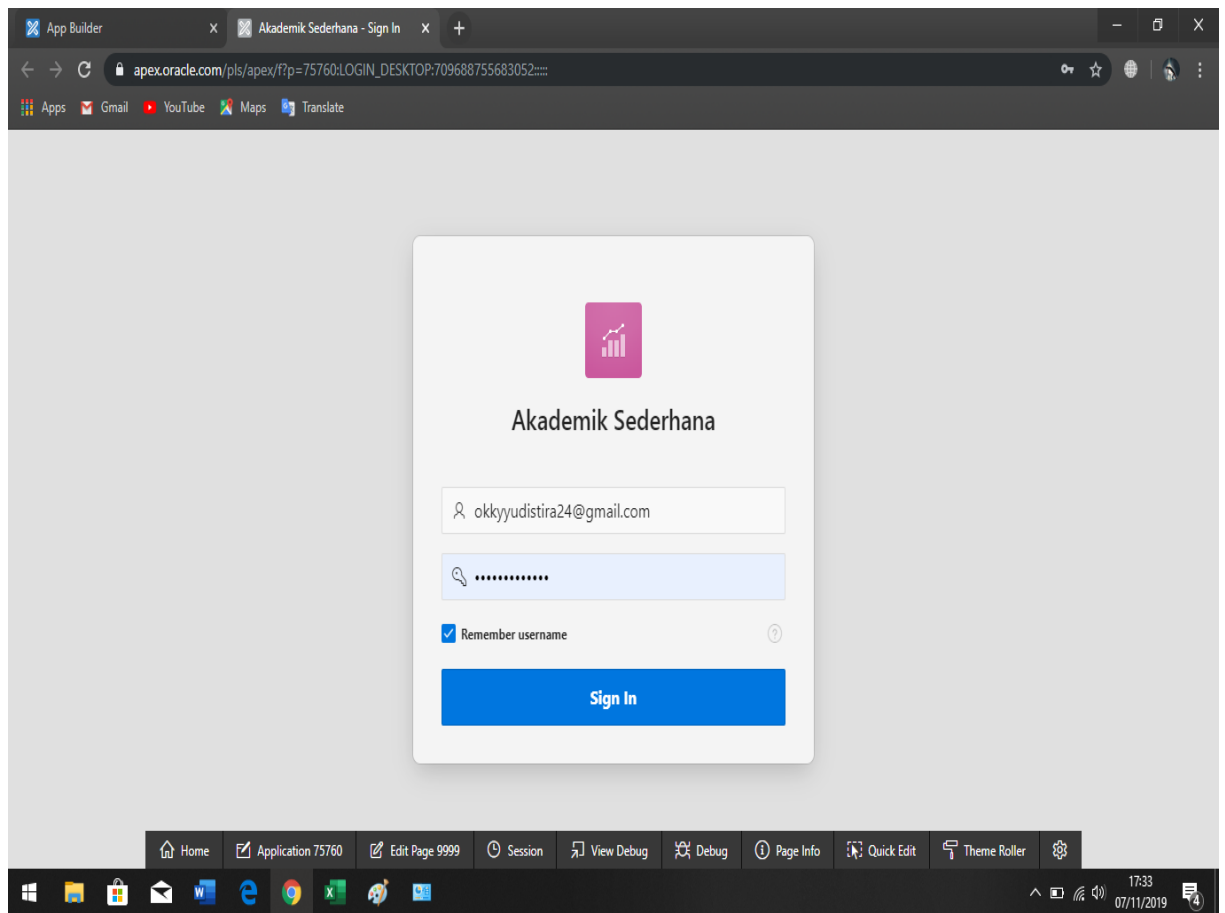 App Builder
Akademik Sederhana - Sign In
apex.oracle.com/pls/apex/f?p=75760:LOGIN_DESKTOP:709688755683052:::::
Apps Gmail YouTube Maps Translate
Akademik Sederhana
okkyyudistira24@gmail.com
•••••••••••••
Remember username
Sign In
Home Application 75760 Edit Page 9999 Session View Debug Debug Page Info Quick Edit Theme Roller
17:33
07/11/2019
4